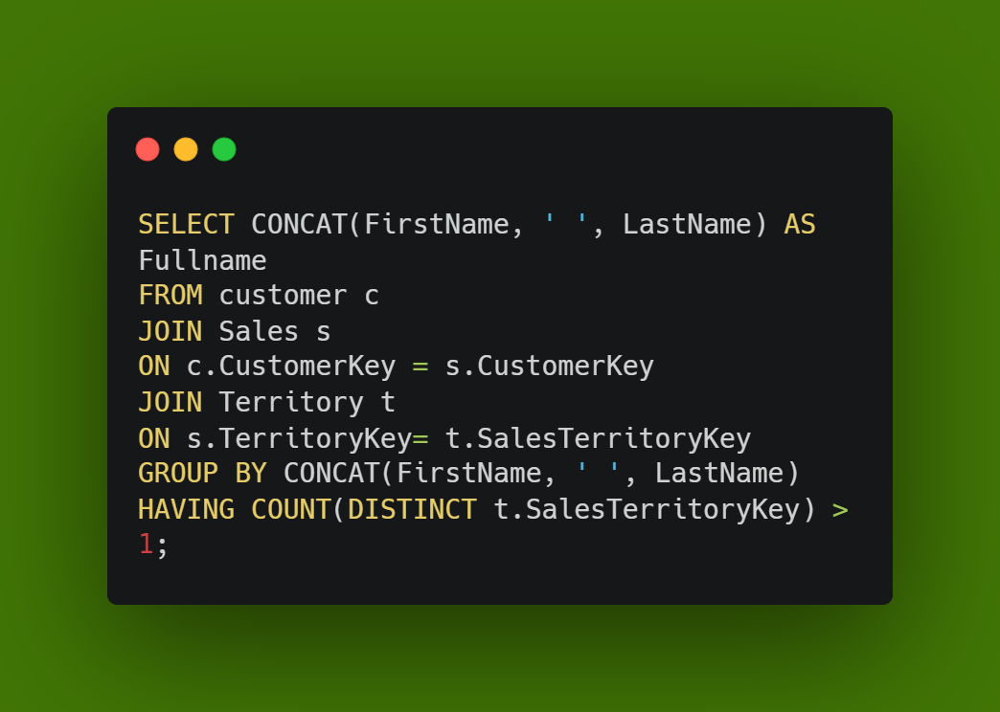 SELECT CONCAT(FirstName, ' ', LastName) AS
Fullname
FROM customer c
JOIN Sales s
ON c.CustomerKey = s.CustomerKey
JOIN Territory t
ON s.TerritoryKey= t.SalesTerritoryKey
GROUP BY CONCAT(FirstName, ' ', LastName)
HAVING COUNT(DISTINCT t.SalesTerritoryKey) >
1;